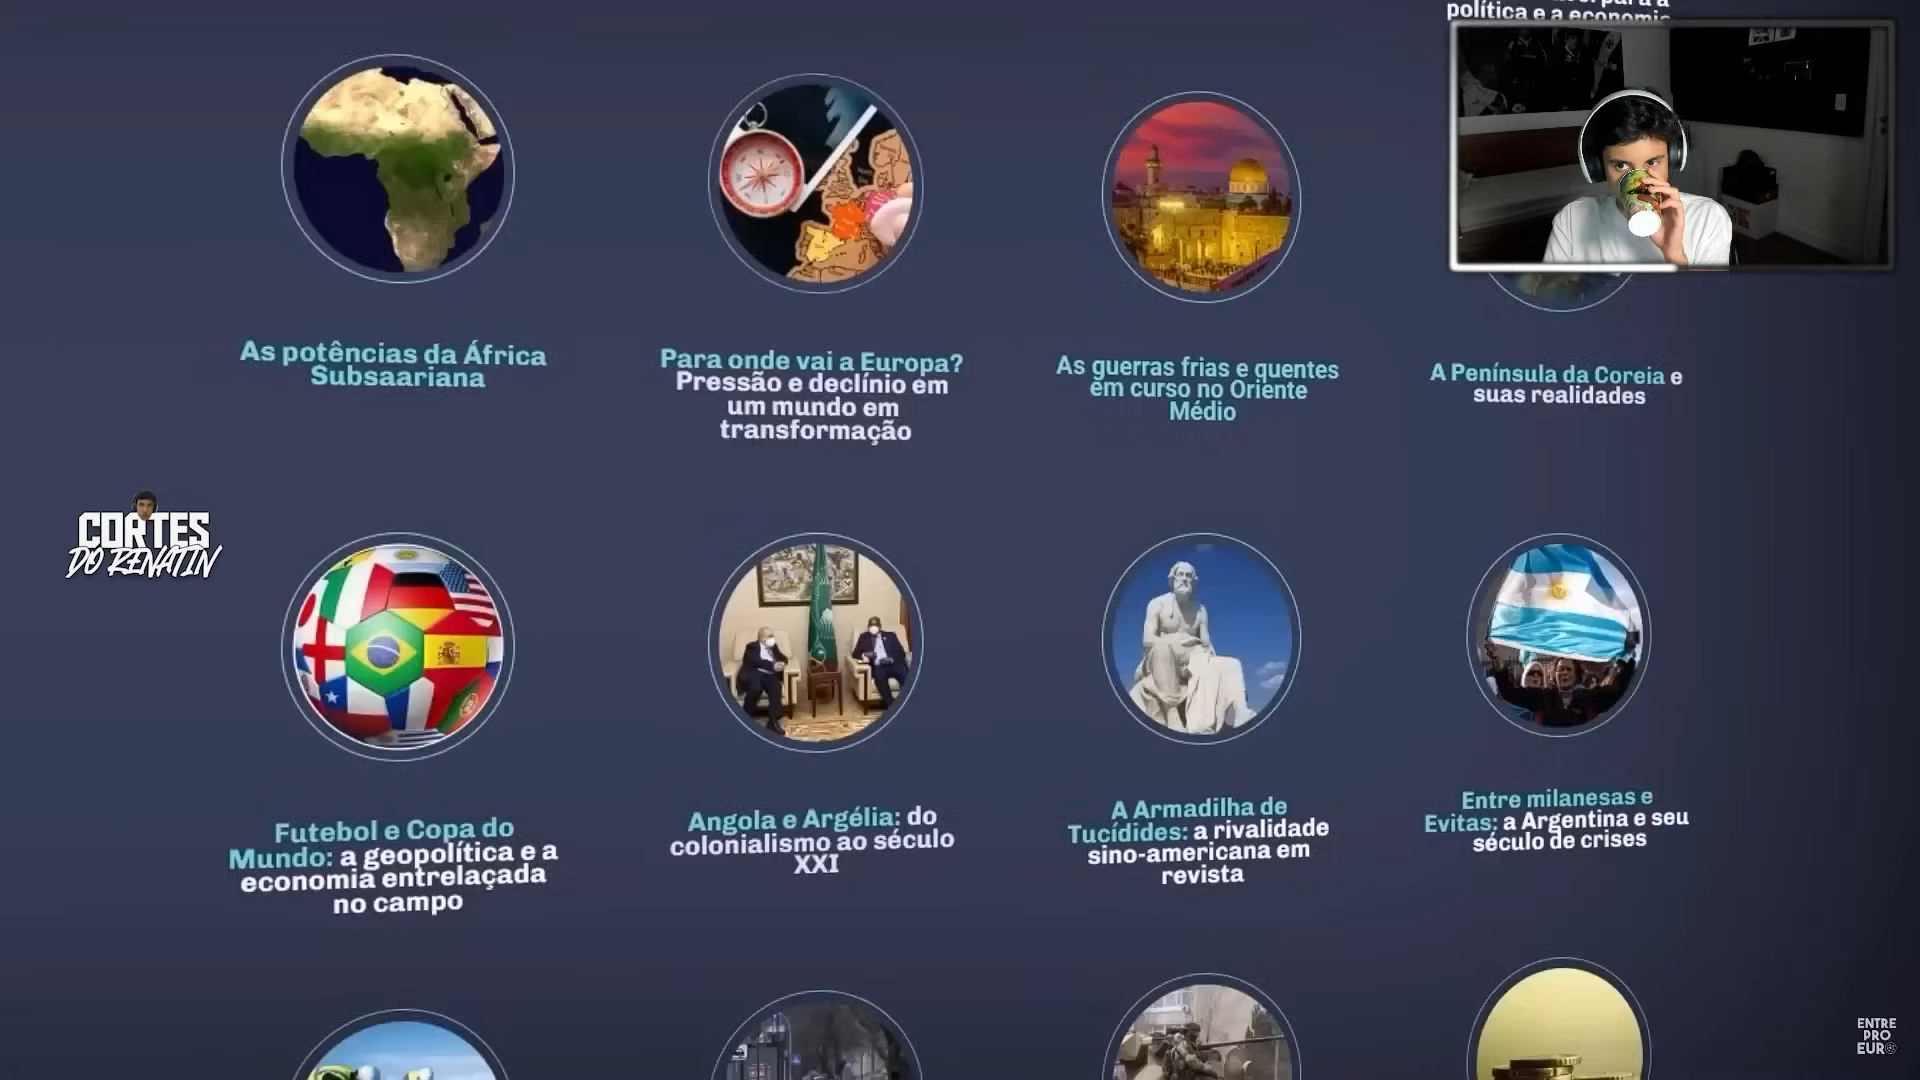 política e a economia
As potências da África
Subsaariana
Para onde vai a Europa?
Pressão e declínio em
um mundo em
transformação
As guerras frias e quentes
em curso no Oriente
Médio
A Península da Coreia e
suas realidades
CORTES
DO RENATIN
Futebol e Copa do
Mundo: a geopolítica e a
economia entrelaçada
no campo
Angola e Argélia: do
colonialismo ao século
XXI
A Armadilha de
Tucídides: a rivalidade
sino-americana em
revista
Entre milanesas e
Evitas: a Argentina e seu
século de crises
ENTRE
PRO
EURO